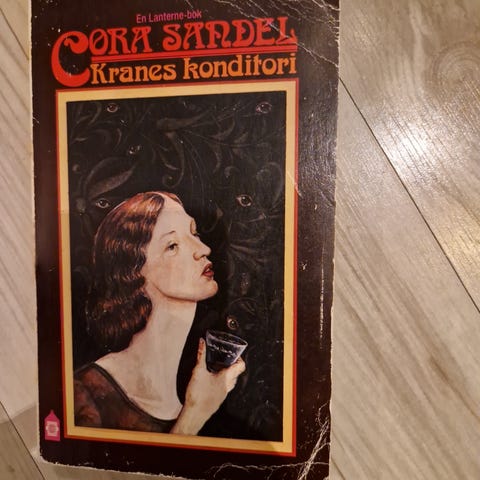 En Lanterne-bok
CORA SANDEL
Kranes konditori